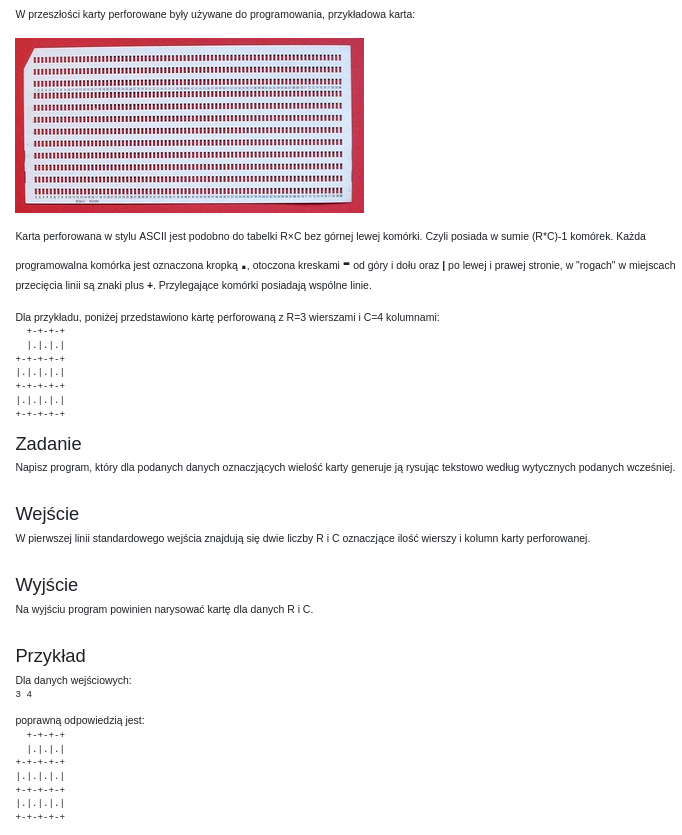 W przeszłości karty perforowane były używane do programowania, przykładowa karta:
Karta perforowana w stylu ASCII jest podobno do tabelki R×C bez górnej lewej komórki. Czyli posiada w sumie (R*C)-1 komórek. Każda
programowalna komórka jest oznaczona kropką ., otoczona kreskami - od góry i dołu oraz | po lewej i prawej stronie, w "rogach" w miejscach
przecięcia linii są znaki plus +. Przylegające komórki posiadają wspólne linie.
Dla przykładu, poniżej przedstawiono kartę perforowaną z R=3 wierszami i C=4 kolumnami:
  +-+-+-+
  |.|.|.|
+-+-+-+-+
|.|.|.|.|
+-+-+-+-+
|.|.|.|.|
+-+-+-+-+
Zadanie
Napisz program, który dla podanych danych oznaczjących wielość karty generuje ją rysując tekstowo według wytycznych podanych wcześniej.
Wejście
W pierwszej linii standardowego wejścia znajdują się dwie liczby R i C oznaczjące ilość wierszy i kolumn karty perforowanej.
Wyjście
Na wyjściu program powinien narysować kartę dla danych R i C.
Przykład
Dla danych wejściowych:
3 4
poprawną odpowiedzią jest:
  +-+-+-+
  |.|.|.|
+-+-+-+-+
|.|.|.|.|
+-+-+-+-+
|.|.|.|.|
+-+-+-+-+